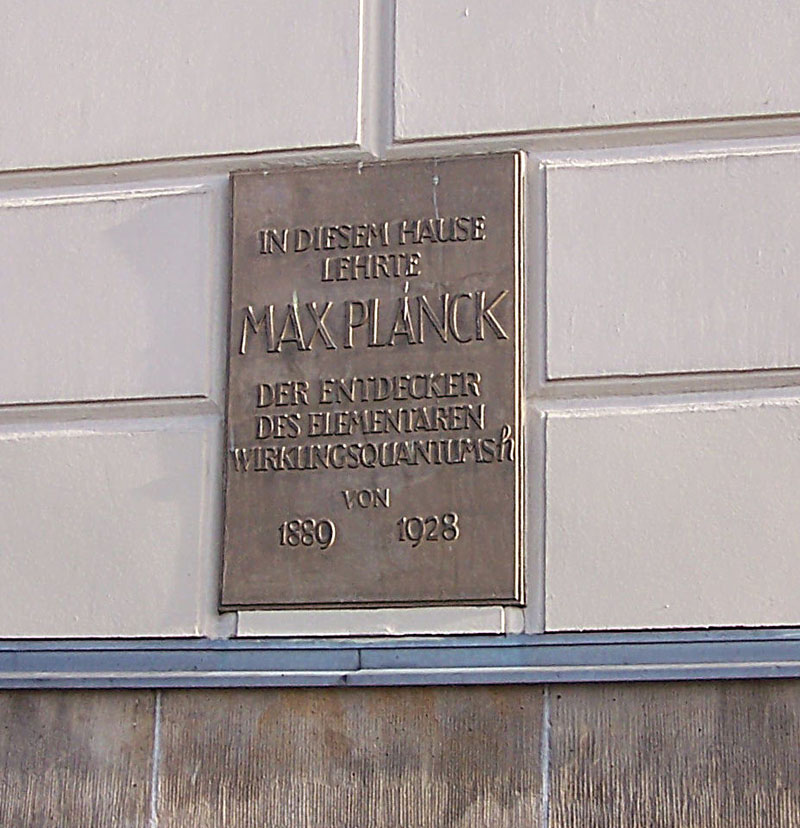 IN DIESEM HAUSE
LEHRTE
MAX PLANCK
DER ENTDECKER
DES ELEMENTAREN
WIRKUNGSQUANTUMS h
VON
1889 1928